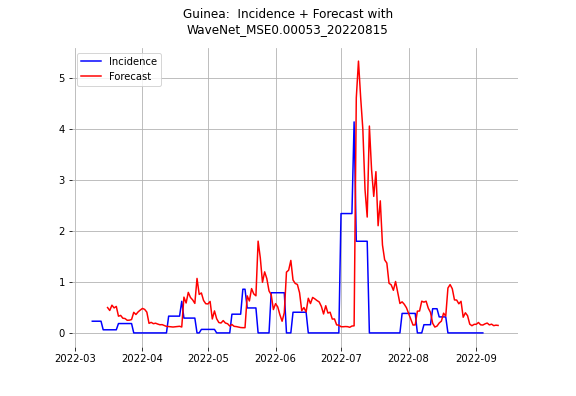 Guinea:  Incidence + Forecast with
WaveNet_MSE0.00053_20220815
Incidence
Forecast
5
4
3
2
1
0
2022-03 2022-04 2022-05 2022-06 2022-07 2022-08 2022-09